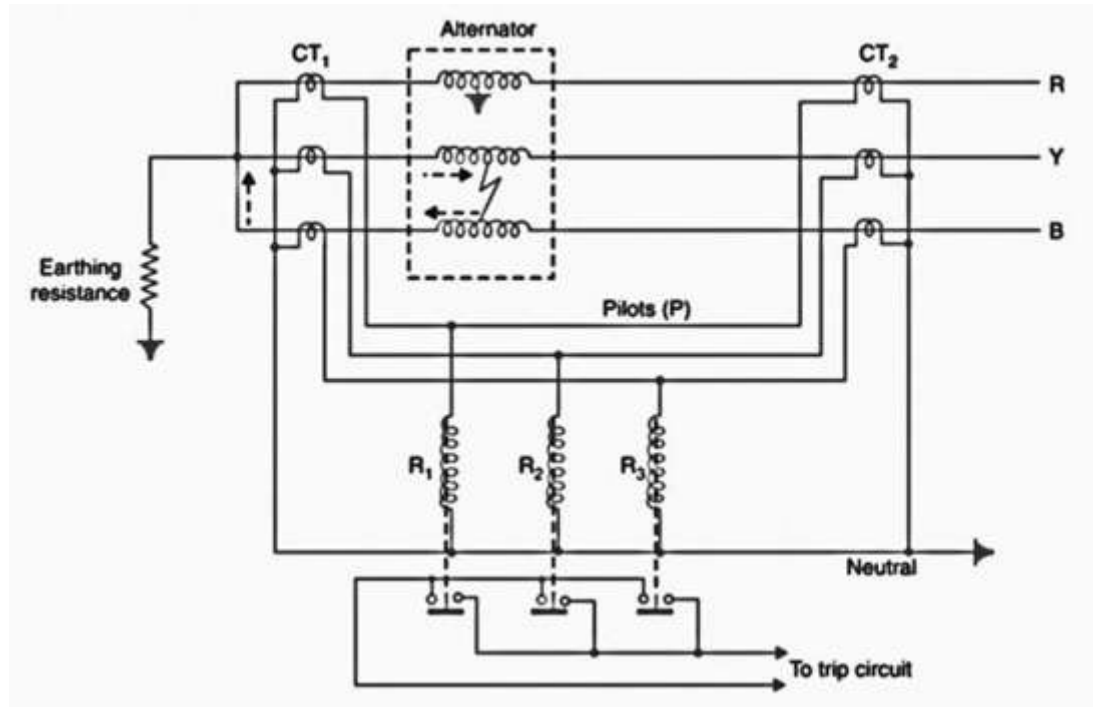 Alternator
CT₁
CT₂
R
Y
B
Earthing
resistance
Pilots (P)
R₁
R₂
R₃
Neutral
To trip circuit